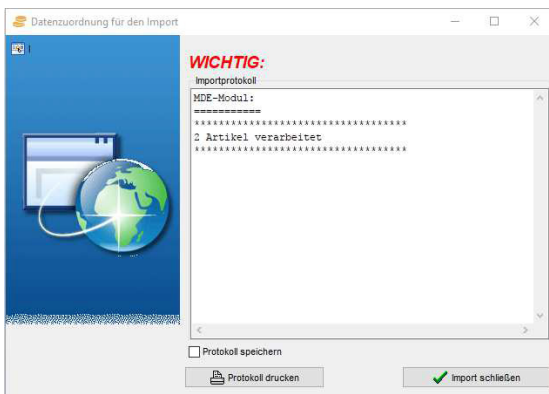 Datenzuordnung für den Import
WICHTIG:
Importprotokoll
MDE-Modul:
===========
***********************************
2 Artikel verarbeitet
***********************************
Protokoll speichern
Protokoll drucken
Import schließen